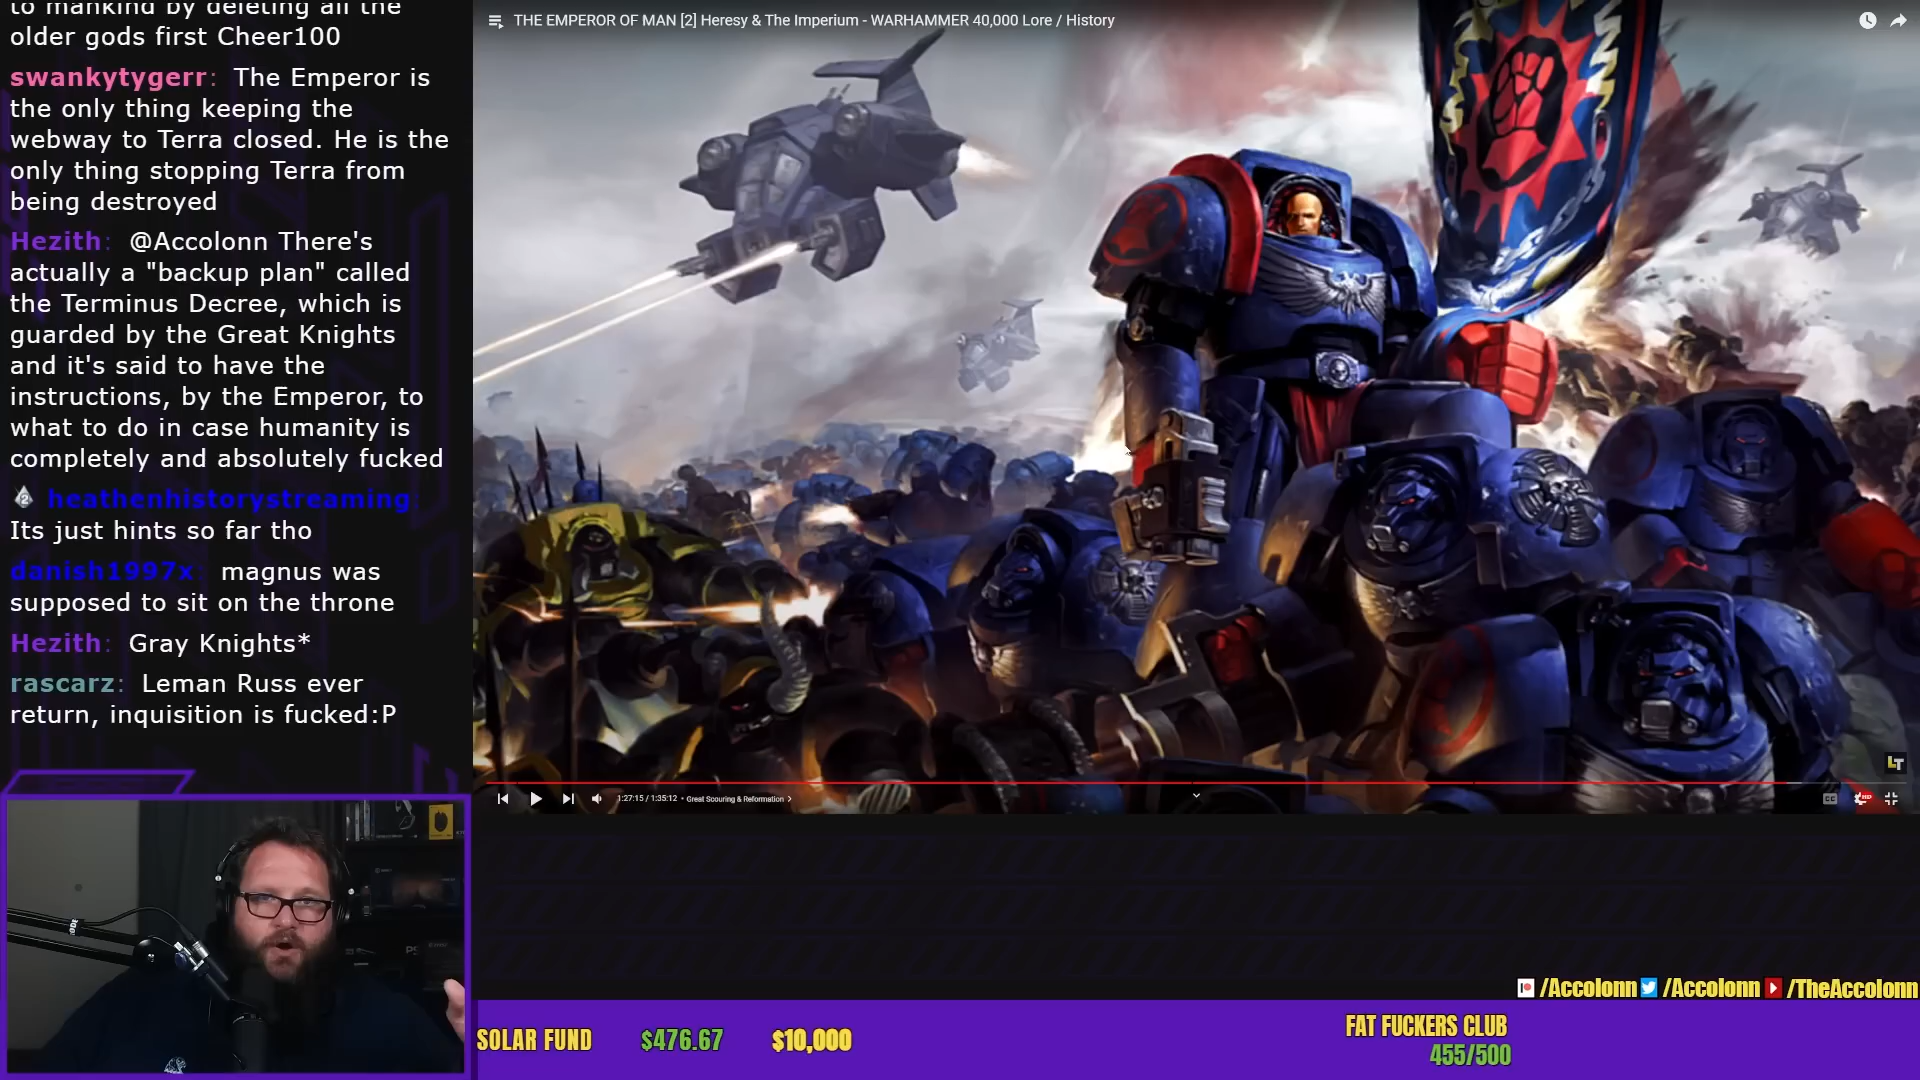 to mankind by deleting all the
older gods first Cheer100
swankytygerr: The Emperor is
the only thing keeping the
webway to Terra closed. He is the
only thing stopping Terra from
being destroyed
Hezith: @Accolonn There's
actually a "backup plan" called
the Terminus Decree, which is
guarded by the Great Knights
and it's said to have the
instructions, by the Emperor, to
what to do in case humanity is
completely and absolutely fucked
heathenhistorystreaming:
Its just hints so far tho
danish1997x: magnus was
supposed to sit on the throne
Hezith: Gray Knights*
rascarz: Leman Russ ever
return, inquisition is fucked:P
THE EMPEROR OF MAN [2] Heresy & The Imperium - WARHAMMER 40,000 Lore / History
LT
1:27:15 / 1:35:12 • Great Scouring & Reformation >
CC
HD
RODE
/Accolonn /Accolonn /TheAccolonn
SOLAR FUND $476.67 $10,000
FAT FUCKERS CLUB
455/500